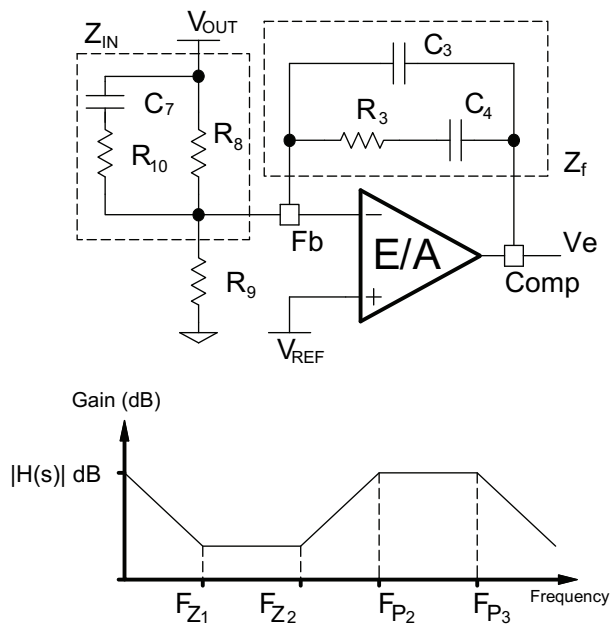 V_OUT
Z_IN
C_3
C_7
R_3
C_4
R_8
R_10
Z_f
Fb
−
E/A
Ve
Comp
R_9
+
V_REF
Gain (dB)
|H(s)| dB
F_Z1
F_Z2
F_P2
F_P3
Frequency